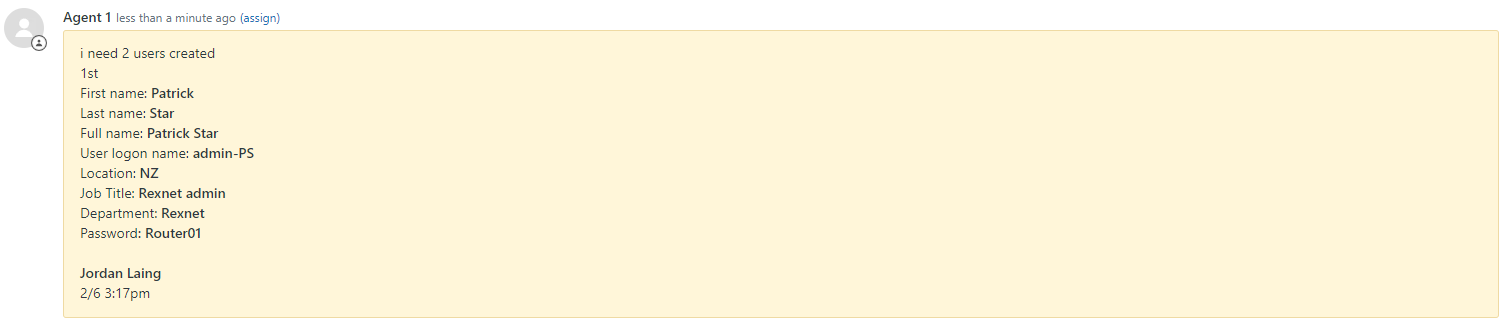 Agent 1 less than a minute ago (assign)
i need 2 users created
1st
First name: Patrick
Last name: Star
Full name: Patrick Star
User logon name: admin-PS
Location: NZ
Job Title: Rexnet admin
Department: Rexnet
Password: Router01
Jordan Laing
2/6 3:17pm